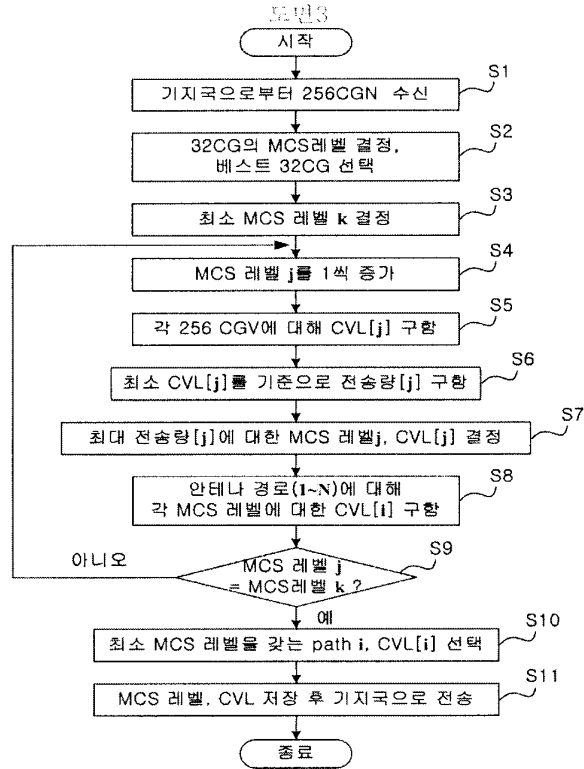 도면3
시작
기지국으로부터 256CGN 수신
S1
32CG의 MCS레벨 결정,
베스트 32CG 선택
S2
최소 MCS 레벨 k 결정
S3
MCS 레벨 j를 1씩 증가
S4
각 256 CGV에 대해 CVL[j] 구함
S5
최소 CVL[j]를 기준으로 전송량[j] 구함
S6
최대 전송량[j]에 대한 MCS 레벨j, CVL[j] 결정
S7
안테나 경로(1~N)에 대해
각 MCS 레벨에 대한 CVL[i] 구함
S8
아니오
MCS 레벨 j
= MCS레벨 k ?
S9
예
최소 MCS 레벨을 갖는 path i, CVL[i] 선택
S10
MCS 레벨, CVL 저장 후 기지국으로 전송
S11
종료